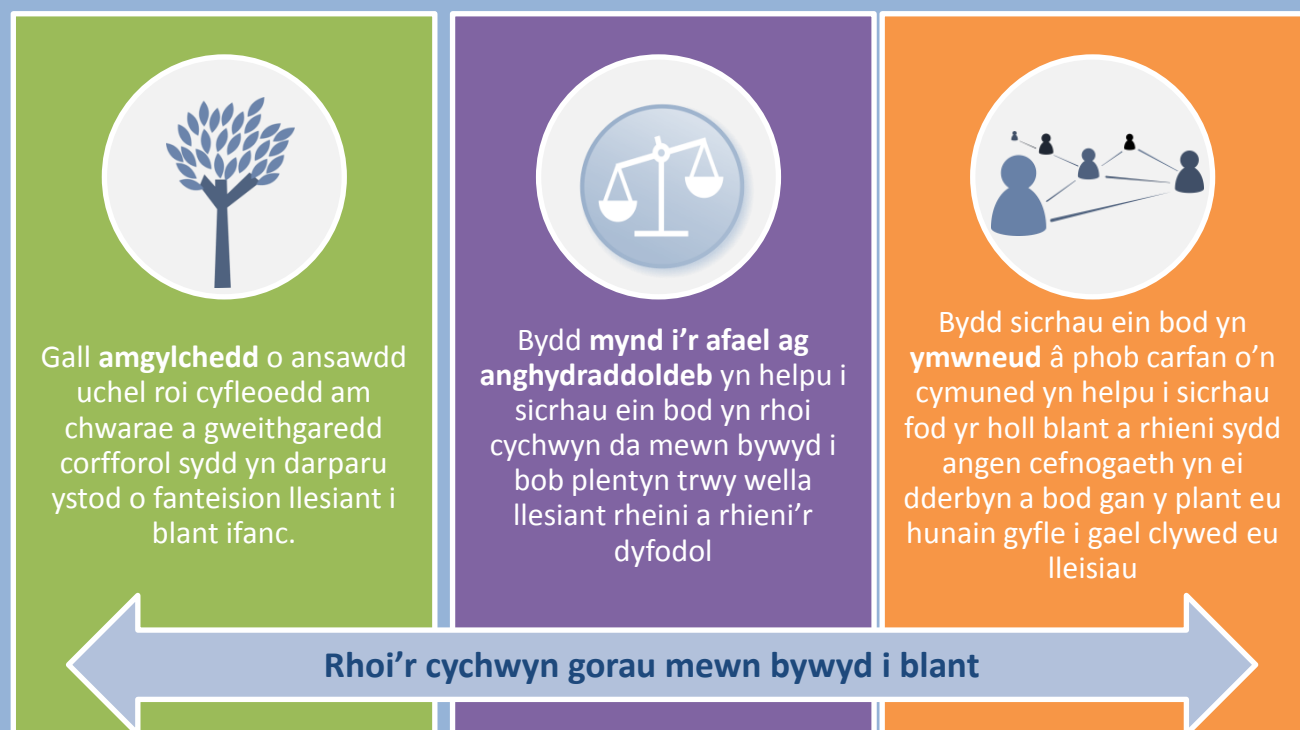 Gall amgylchedd o ansawdd
uchel roi cyfleoedd am
chwarae a gweithgaredd
corfforol sydd yn darparu
ystod o fanteision llesiant i
blant ifanc.
Bydd mynd i’r afael ag
anghydraddoldeb yn helpu i
sicrhau ein bod yn rhoi
cychwyn da mewn bywyd i
bob plentyn trwy wella
llesiant rheini a rhieni’r
dyfodol
Bydd sicrhau ein bod yn
ymwneud â phob carfan o’n
cymuned yn helpu i sicrhau
fod yr holl blant a rhieni sydd
angen cefnogaeth yn ei
dderbyn a bod gan y plant eu
hunain gyfle i gael clywed eu
lleisiau
Rhoi’r cychwyn gorau mewn bywyd i blant